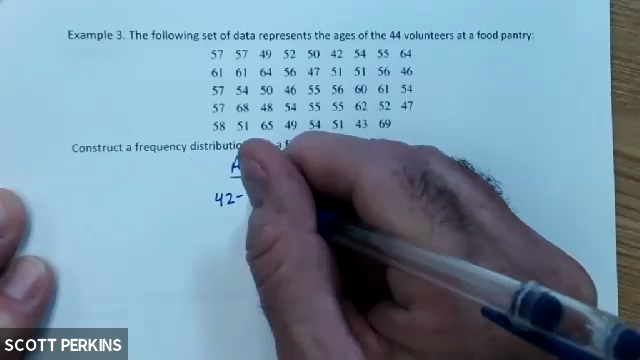 Example 3. The following set of data represents the ages of the 44 volunteers at a food pantry:
57 57 49 52 50 42 54 55 64
61 61 64 56 47 51 51 56 46
57 54 50 46 55 56 60 61 54
57 68 48 54 55 55 62 52 47
58 51 65 49 54 51 43 69
Construct a frequency
A
42-
SCOTT PERKINS